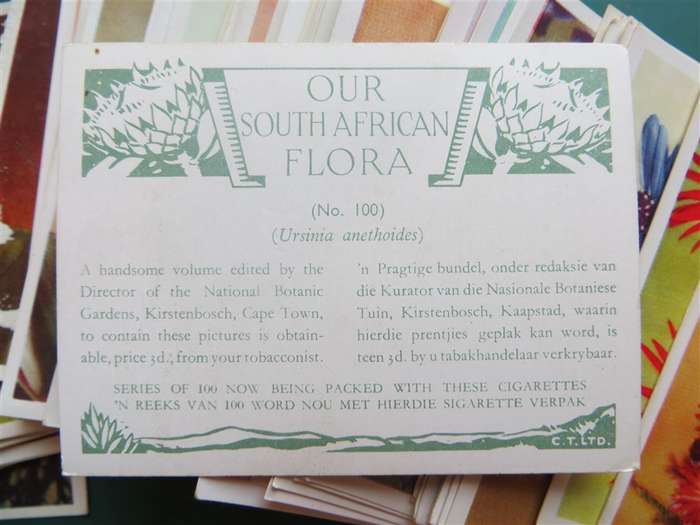 OUR
SOUTH AFRICAN
FLORA
(No. 100)
(Ursinia anethoides)
A handsome volume edited by the
Director of the National Botanic
Gardens, Kirstenbosch, Cape Town,
to contain these pictures is obtain-
able, price 3d., from your tobacconist.
'n Pragtige bundel, onder redaksie van
die Kurator van die Nasionale Botaniese
Tuin, Kirstenbosch, Kaapstad, waarin
hierdie prentjies geplak kan word, is
teen 3d. by u tabakhandelaar verkrybaar.
SERIES OF 100 NOW BEING PACKED WITH THESE CIGARETTES
'N REEKS VAN 100 WORD NOU MET HIERDIE SIGARETTE VERPAK
C.T.LTD.